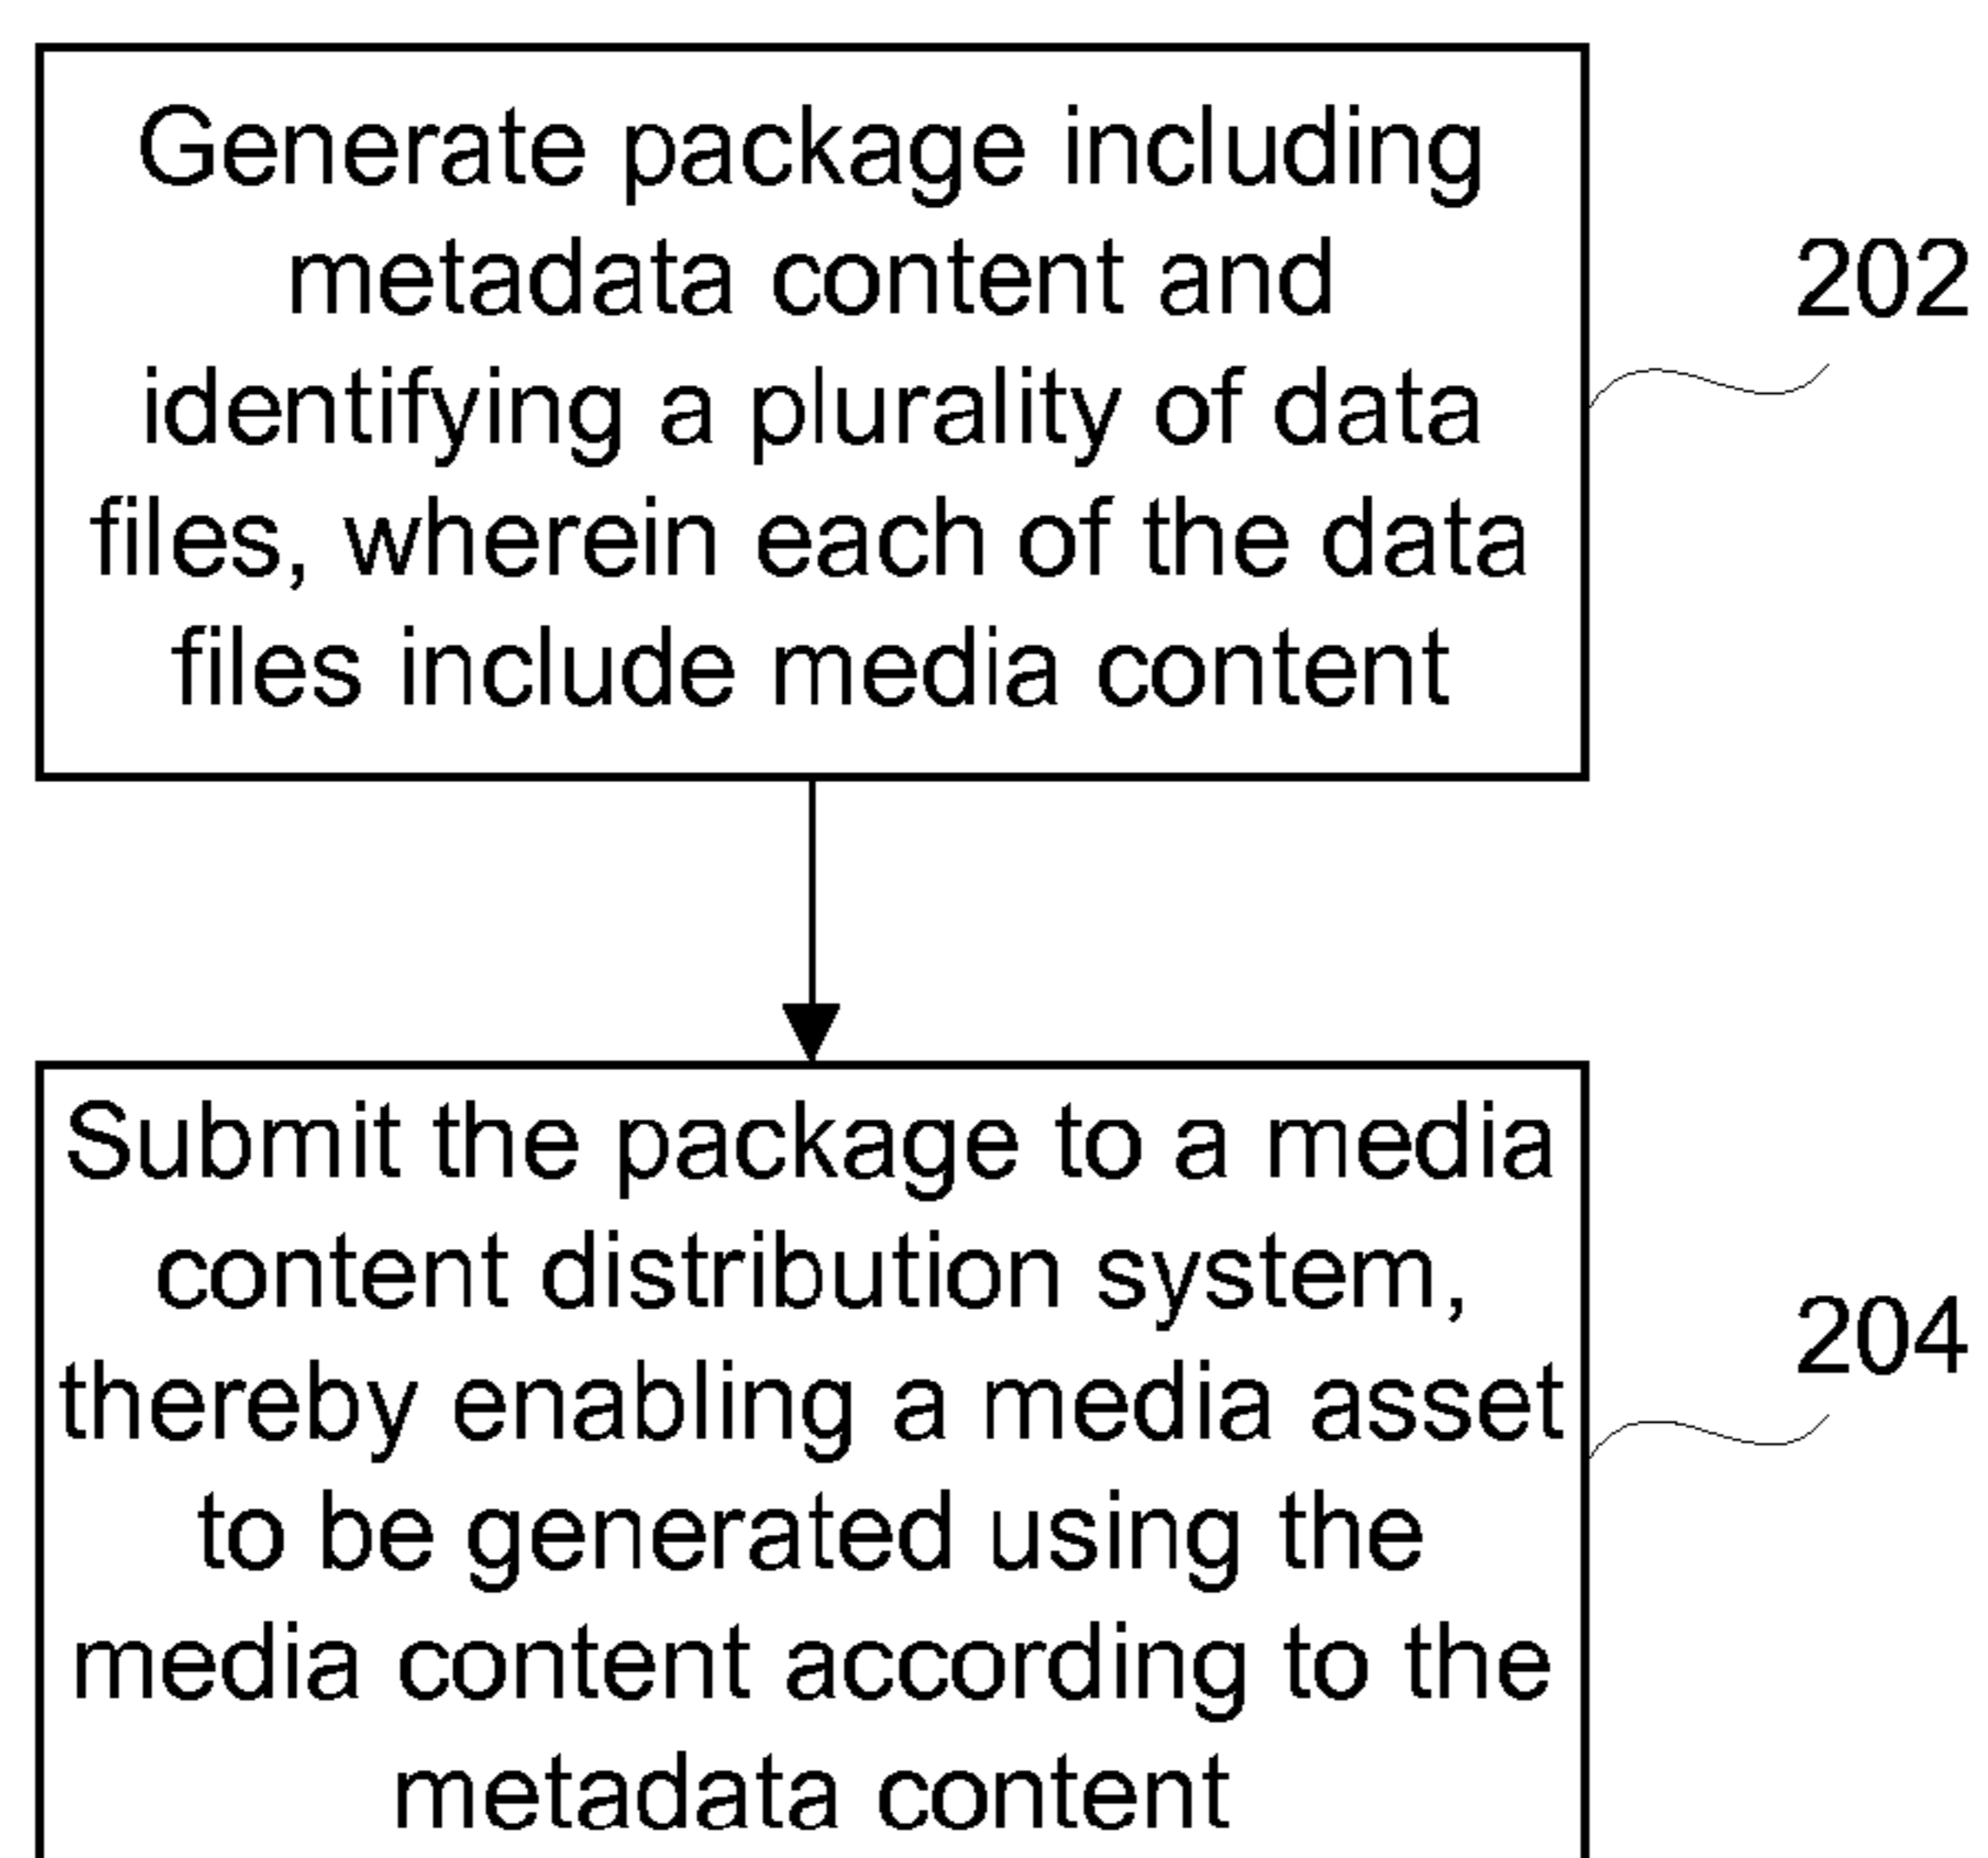 Generate package including
metadata content and
identifying a plurality of data
files, wherein each of the data
files include media content
202
Submit the package to a media
content distribution system,
thereby enabling a media asset
to be generated using the
media content according to the
metadata content
204